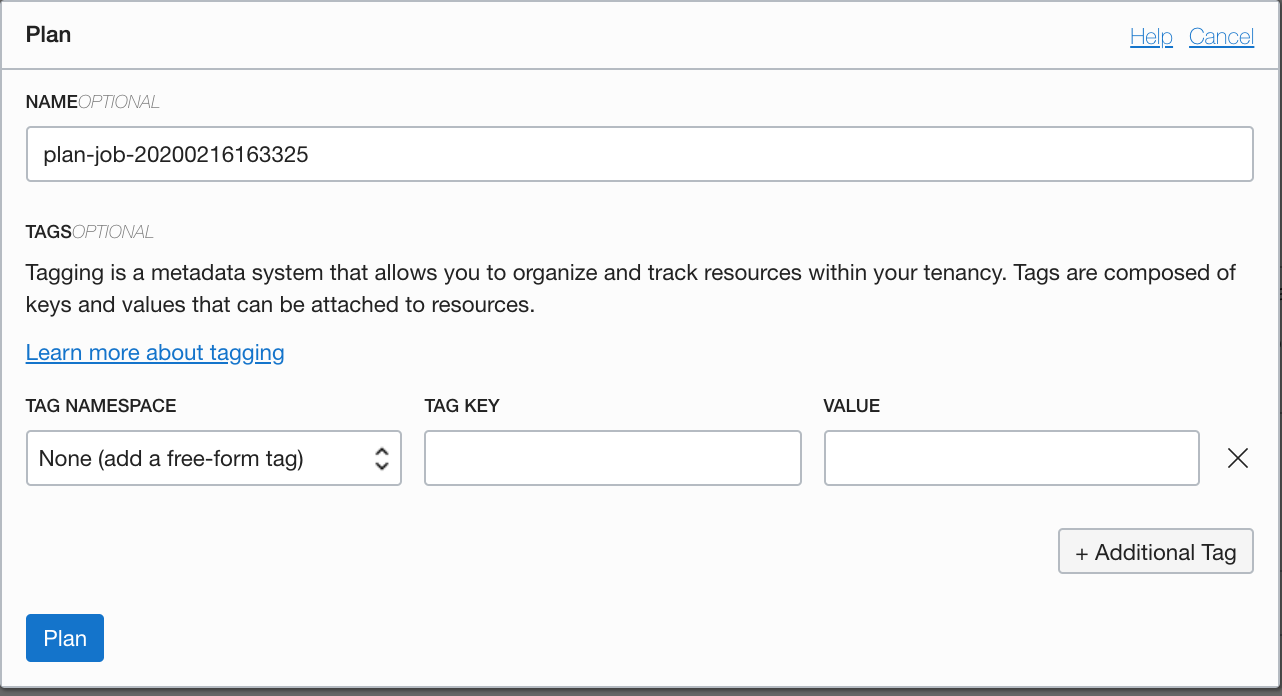 Plan
Help Cancel
NAMEOPTIONAL
plan-job-20200216163325
TAGSOPTIONAL
Tagging is a metadata system that allows you to organize and track resources within your tenancy. Tags are composed of
keys and values that can be attached to resources.
Learn more about tagging
TAG NAMESPACE TAG KEY VALUE
None (add a free-form tag)
+ Additional Tag
Plan